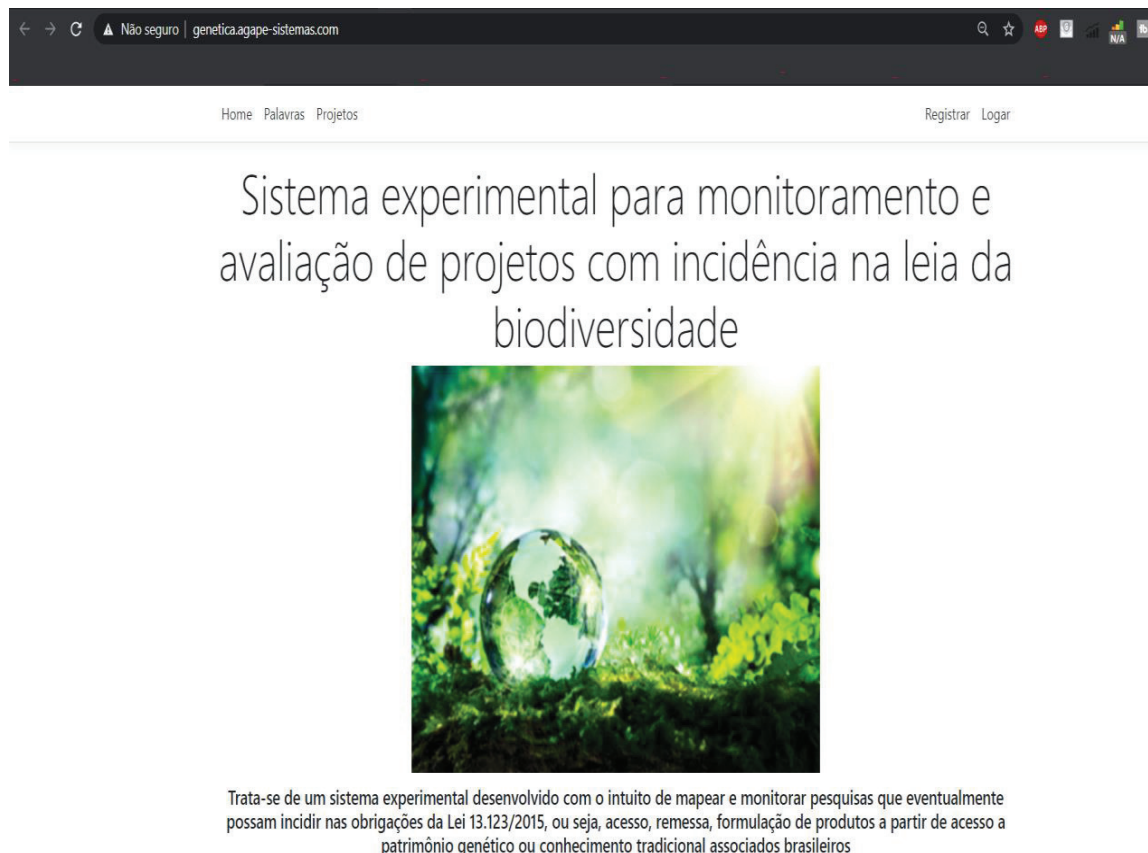 Não seguro | genetica.agape-sistemas.com
ABP
N/A
fb
Home Palavras Projetos
Registrar Logar
Sistema experimental para monitoramento e
avaliação de projetos com incidência na leia da
biodiversidade
Trata-se de um sistema experimental desenvolvido com o intuito de mapear e monitorar pesquisas que eventualmente
possam incidir nas obrigações da Lei 13.123/2015, ou seja, acesso, remessa, formulação de produtos a partir de acesso a
patrimônio genético ou conhecimento tradicional associados brasileiros